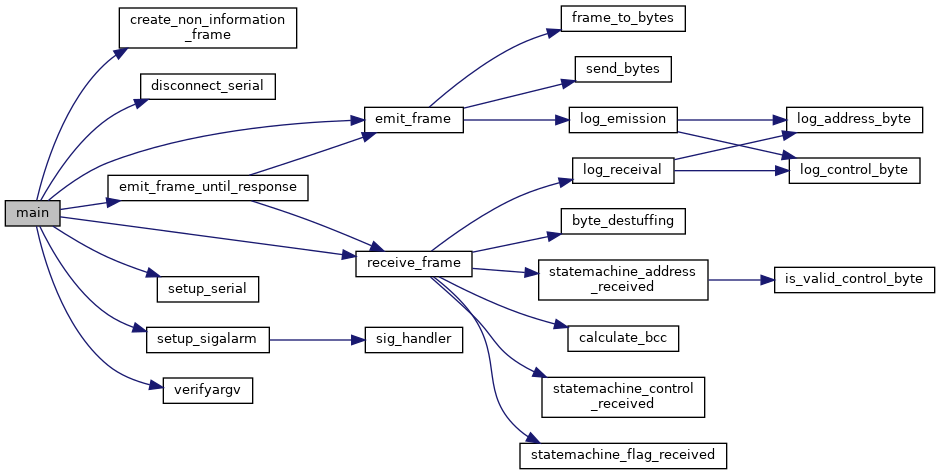 main
create_non_information
_frame
disconnect_serial
emit_frame
emit_frame_until_response
receive_frame
setup_serial
setup_sigalarm
sig_handler
verifyargv
frame_to_bytes
send_bytes
log_emission
log_receival
byte_destuffing
statemachine_address
_received
calculate_bcc
statemachine_control
_received
statemachine_flag_received
log_address_byte
log_control_byte
is_valid_control_byte